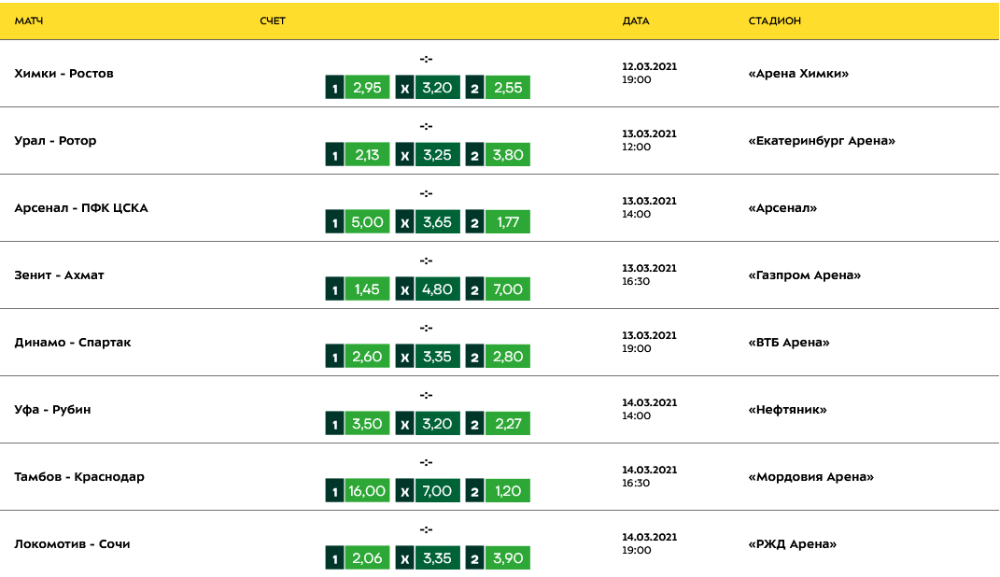 МАТЧ СЧЕТ ДАТА СТАДИОН
-:-
Химки - Ростов 1 2,95 X 3,20 2 2,55 12.03.2021 «Арена Химки»
19:00
-:-
Урал - Ротор 1 2,13 X 3,25 2 3,80 13.03.2021 «Екатеринбург Арена»
12:00
-:-
Арсенал - ПФК ЦСКА 1 5,00 X 3,65 2 1,77 13.03.2021 «Арсенал»
14:00
-:-
Зенит - Ахмат 1 1,45 X 4,80 2 7,00 13.03.2021 «Газпром Арена»
16:30
-:-
Динамо - Спартак 1 2,60 X 3,35 2 2,80 13.03.2021 «ВТБ Арена»
19:00
-:-
Уфа - Рубин 1 3,50 X 3,20 2 2,27 14.03.2021 «Нефтяник»
14:00
-:-
Тамбов - Краснодар 1 16,00 X 7,00 2 1,20 14.03.2021 «Мордовия Арена»
16:30
-:-
Локомотив - Сочи 1 2,06 X 3,35 2 3,90 14.03.2021 «РЖД Арена»
19:00